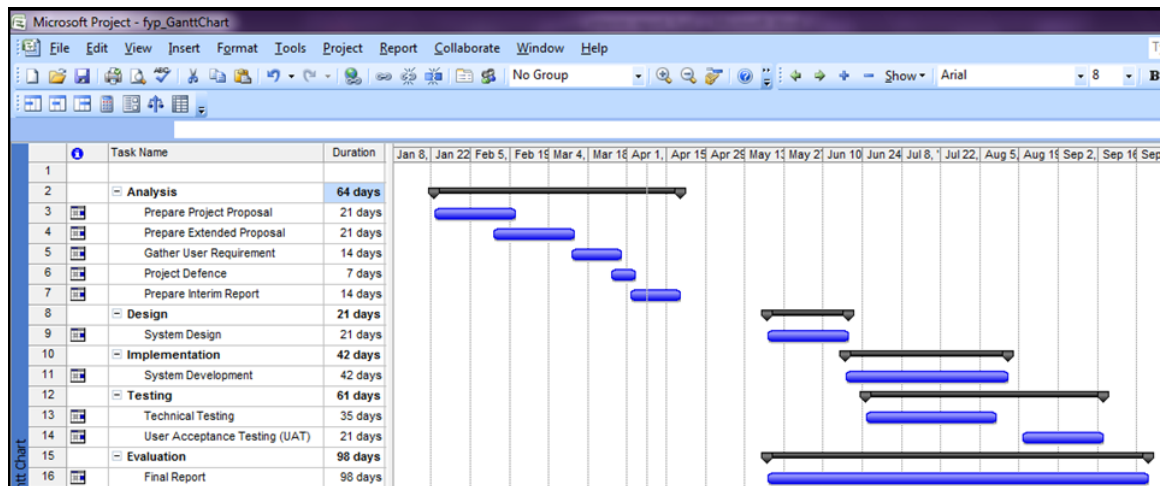 Microsoft Project - fyp_GanttChart
File Edit View Insert Format Tools Project Report Collaborate Window Help
No Group Show Arial 8 B
Task Name Duration Jan 8, Jan 22 Feb 5, Feb 19 Mar 4, Mar 18 Apr 1, Apr 15 Apr 29 May 13 May 27 Jun 10 Jun 24 Jul 8, Jul 22, Aug 5, Aug 19 Sep 2, Sep 16 Sep
1
2 Analysis 64 days
3 Prepare Project Proposal 21 days
4 Prepare Extended Proposal 21 days
5 Gather User Requirement 14 days
6 Project Defence 7 days
7 Prepare Interim Report 14 days
8 Design 21 days
9 System Design 21 days
10 Implementation 42 days
11 System Development 42 days
12 Testing 61 days
13 Technical Testing 35 days
14 User Acceptance Testing (UAT) 21 days
15 Evaluation 98 days
16 Final Report 98 days
tt Chart